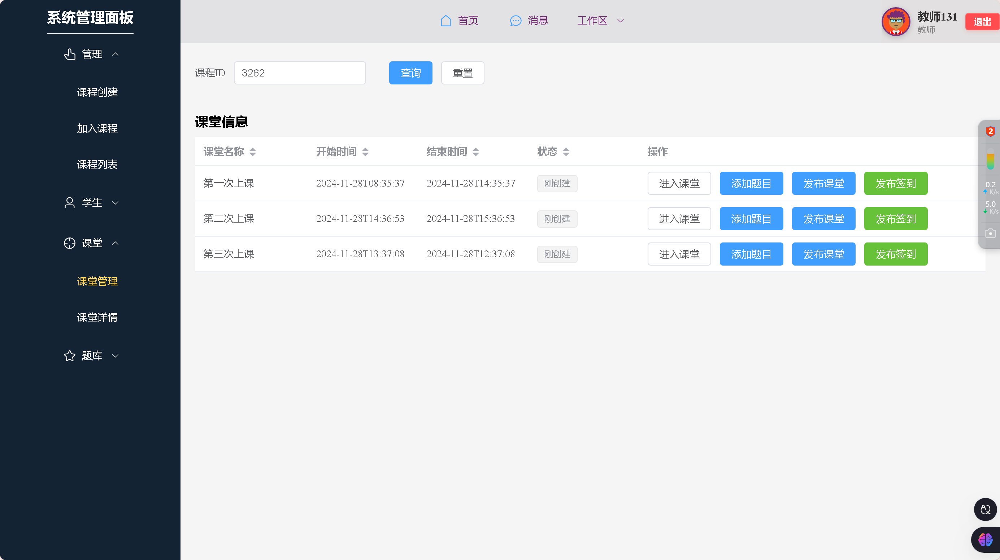 系统管理面板
管理
课程创建
加入课程
课程列表
学生
课堂
课堂管理
课堂详情
题库
首页 消息 工作区
教师131
教师
退出
课程ID 3262 查询 重置
课堂信息
课堂名称 开始时间 结束时间 状态 操作
第一次上课 2024-11-28T08:35:37 2024-11-28T14:35:37 刚创建 进入课堂 添加题目 发布课堂 发布签到
第二次上课 2024-11-28T14:36:53 2024-11-28T15:36:53 刚创建 进入课堂 添加题目 发布课堂 发布签到
第三次上课 2024-11-28T13:37:08 2024-11-28T12:37:08 刚创建 进入课堂 添加题目 发布课堂 发布签到
2
0.2
K/s
5.0
K/s